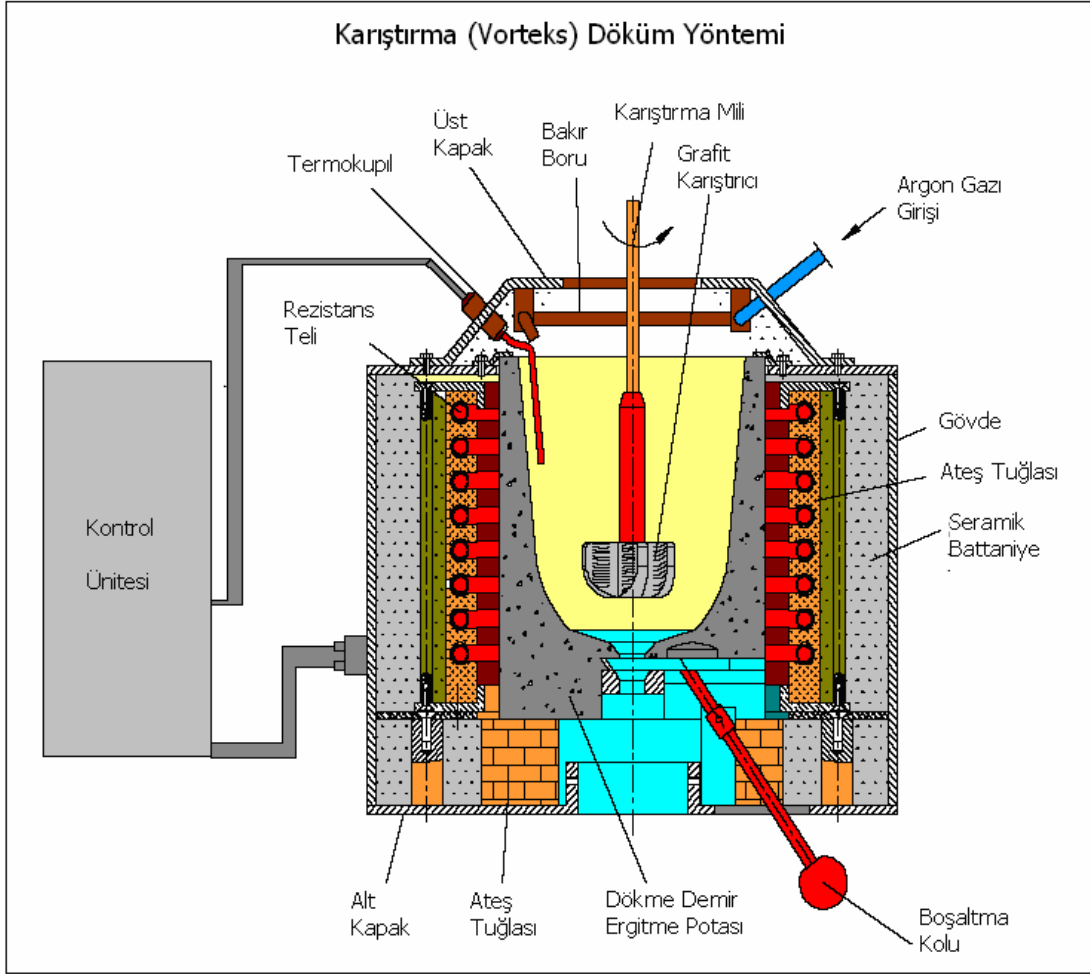 Karıştırma (Vorteks) Döküm Yöntemi
Karıştırma Mili
Üst
Kapak
Bakır
Boru
Grafit
Karıştırıcı
Termokupıl
Argon Gazı
Girişi
Rezistans
Teli
Gövde
Ateş Tuğlası
Seramik
Battaniye
Kontrol
Ünitesi
Alt
Kapak
Ateş
Tuğlası
Dökme Demir
Ergitme Potası
Boşaltma
Kolu